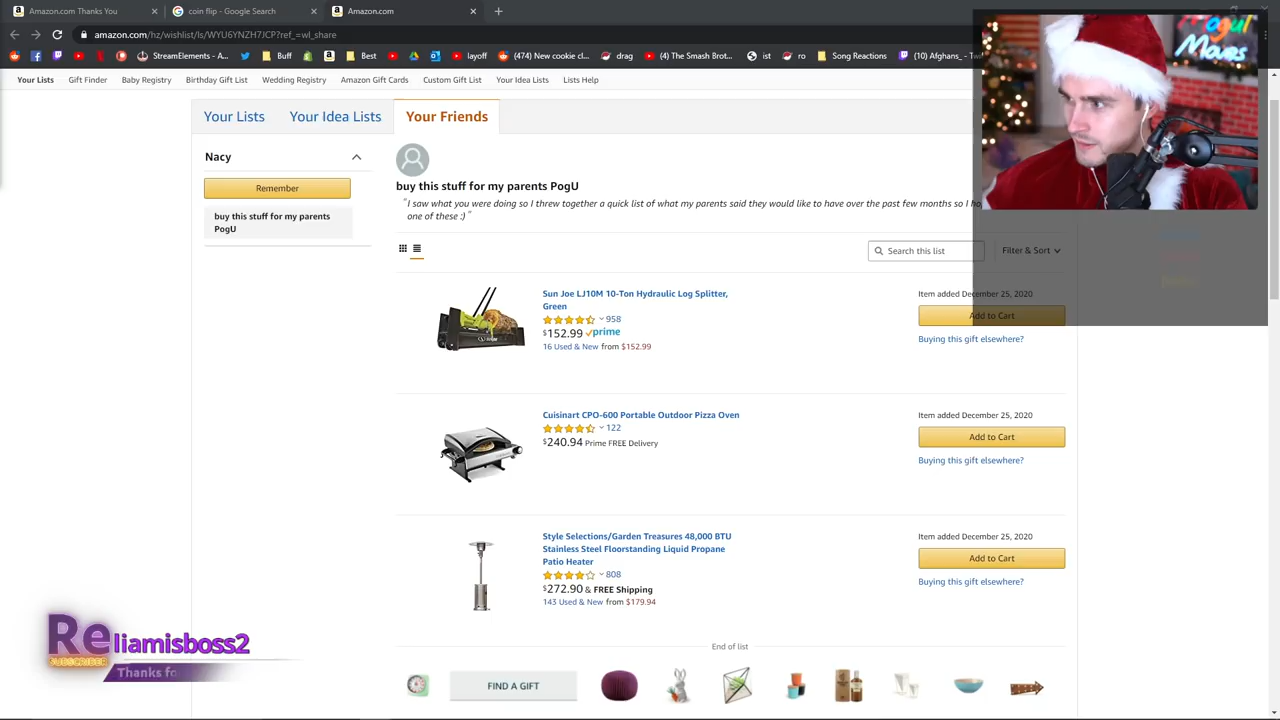 Amazon.com Thank You
coin flip - Google Search
Amazon.com
amazon.com/hz/wishlist/ls/WYU6YNZH7JCP?ref_=wl_share
StreamElements
Twitter
Buff
Best
layoff
(474) New cookie cl...
drag
(4) The Smash Brot...
ist
ro
Song Reactions
(10) Afghans_ - Twi
Mogul
Moves
Your Lists
Gift Finder
Baby Registry
Birthday Gift List
Wedding Registry
Amazon Gift Cards
Custom Gift List
Your Idea Lists
Lists Help
Your Lists
Your Idea Lists
Your Friends
Nacy
Remember
buy this stuff for my parents
PogU
buy this stuff for my parents PogU
"I saw what you were doing so I threw together a quick list of what my parents said they would like to have over the past few months so I
one of these :) "
Search this list
Filter & Sort
Sun Joe LJ10M 10-Ton Hydraulic Log Splitter,
Green
958
$152.99 prime
16 Used & New from $152.99
Item added December 25, 2020
Add to Cart
Buying this gift elsewhere?
Cuisinart CPO-600 Portable Outdoor Pizza Oven
122
$240.94 Prime FREE Delivery
Item added December 25, 2020
Add to Cart
Buying this gift elsewhere?
Style Selections/Garden Treasures 48,000 BTU
Stainless Steel Floorstanding Liquid Propane
Patio Heater
808
$272.90 & FREE Shipping
143 Used & New from $179.94
Item added December 25, 2020
Add to Cart
Buying this gift elsewhere?
End of list
FIND A GIFT
Re
liamisboss2
SUBSCRIBER
Thanks fo